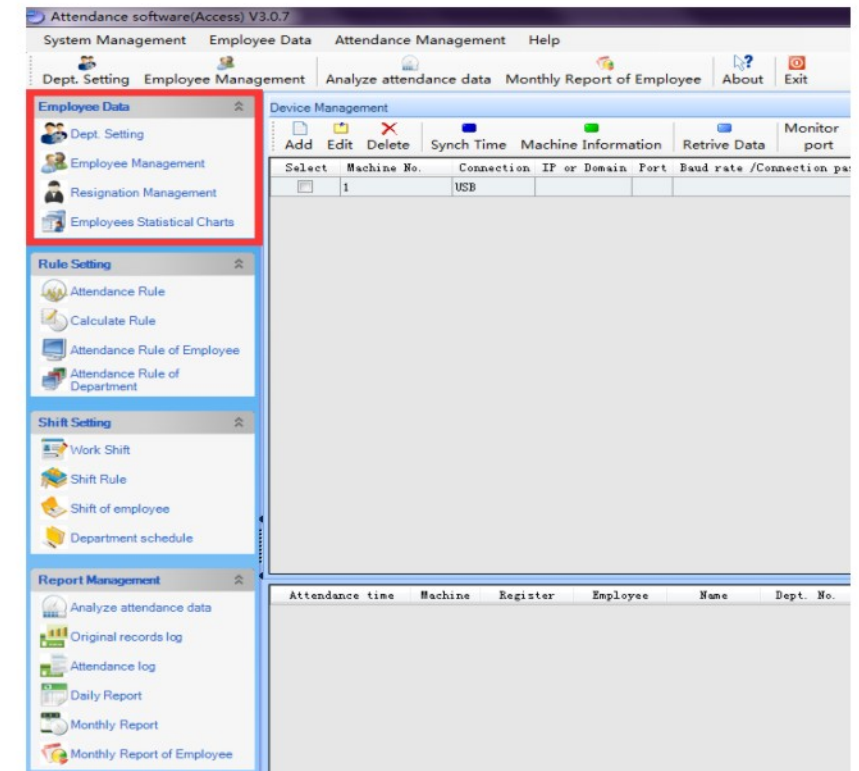 Attendance software(Access) V3.0.7
System Management Employee Data Attendance Management Help
Dept. Setting Employee Management Analyze attendance data Monthly Report of Employee About Exit
Employee Data
Dept. Setting
Employee Management
Resignation Management
Employees Statistical Charts
Rule Setting
Attendance Rule
Calculate Rule
Attendance Rule of Employee
Attendance Rule of
Department
Shift Setting
Work Shift
Shift Rule
Shift of employee
Department schedule
Report Management
Analyze attendance data
Original records log
Attendance log
Daily Report
Monthly Report
Monthly Report of Employee
Device Management
Add Edit Delete Synch Time Machine Information Retrive Data Monitor
port
Select Machine No. Connection IP or Domain Port Baud rate /Connection pa
1 USB
Attendance time Machine Register Employee Name Dept. No.